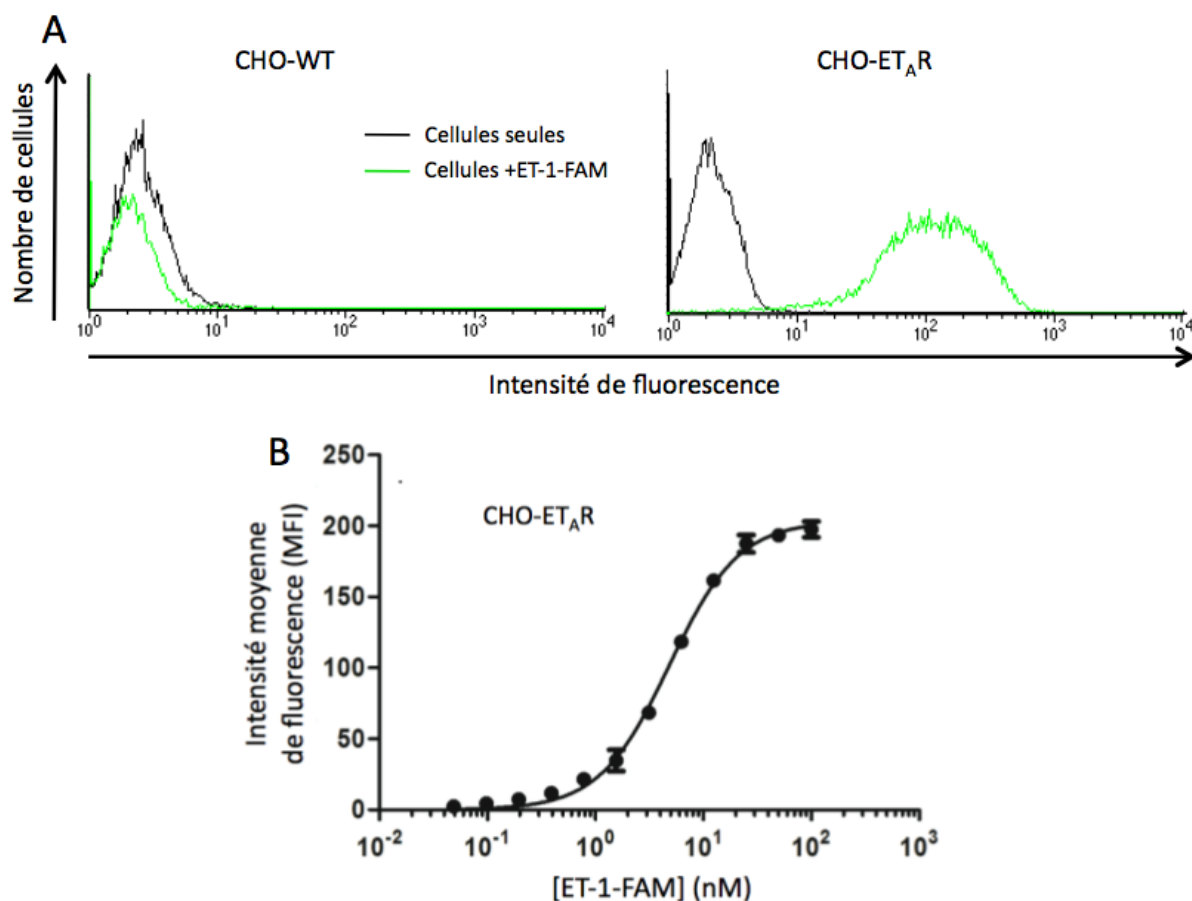 A
CHO-WT
CHO-ETAR
Nombre de cellules
Cellules seules
Cellules +ET-1-FAM
10⁰ 10¹ 10² 10³ 10⁴
10⁰ 10¹ 10² 10³ 10⁴
Intensité de fluorescence
B
CHO-ETAR
Intensité moyenne
de fluorescence (MFI)
250
200
150
100
50
0
10⁻² 10⁻¹ 10⁰ 10¹ 10² 10³
[ET-1-FAM] (nM)